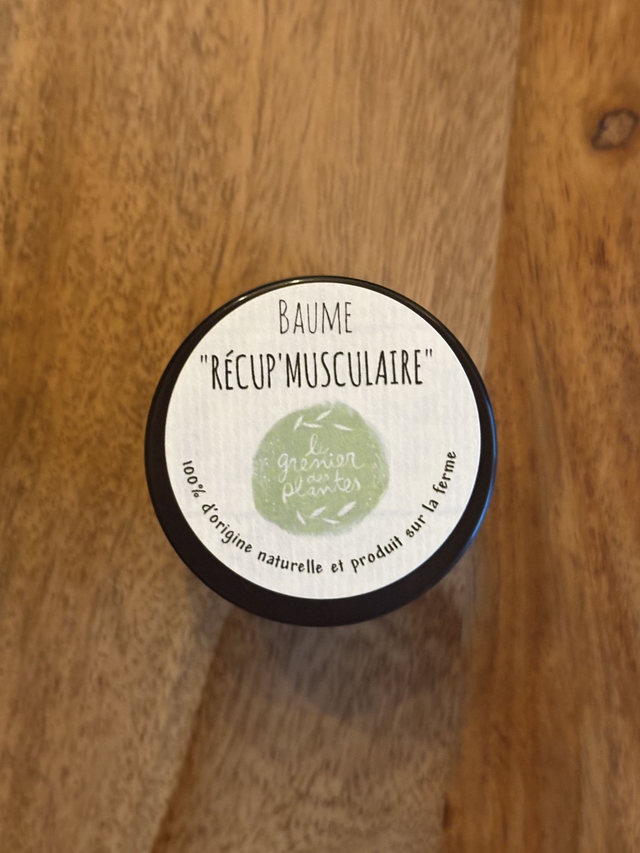 BAUME
"RÉCUP'MUSCULAIRE"
le
grenier
des
plantes
100% d'origine naturelle et produit sur la ferme